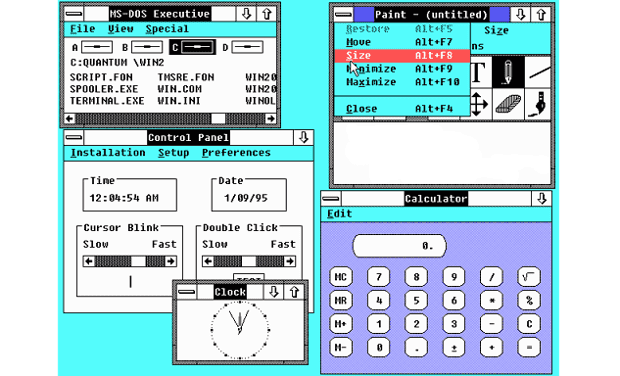 MS-DOS Executive
File View Special
A B C D
C:QUANTUM \WIN2
SCRIPT.FON TMSRE.FON WIN20
SPOOLER.EXE WIN.COM WIN20
TERMINAL.EXE WIN.INI WINOL
Paint - (untitled)
Restore Alt+F5
Move Alt+F7
Size Alt+F8
Minimize Alt+F9
Maximize Alt+F10
Close Alt+F4
Size
ns
T
Control Panel
Installation Setup Preferences
Time
12:04:54 AM
Date
1/09/95
Cursor Blink
Slow Fast
Double Click
Slow Fast
Clock
Calculator
Edit
0.
MC 7 8 9 / √
MR 4 5 6 * %
M+ 1 2 3 - C
M- 0 . ± + =